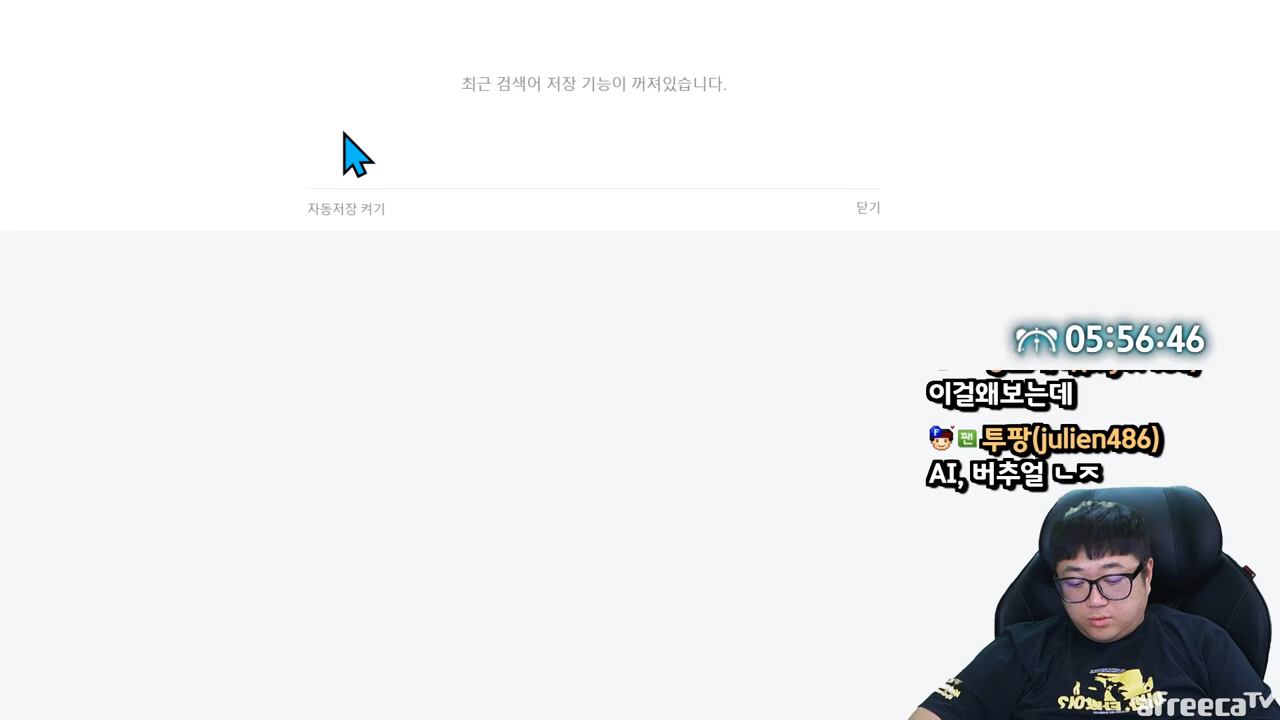 최근 검색어 저장 기능이 꺼져있습니다.
자동저장 켜기
닫기
05:56:46
이걸왜보는데
F 팬 투팡(julien486)
AI, 버추얼 ㄴㅈ
afreecaTV